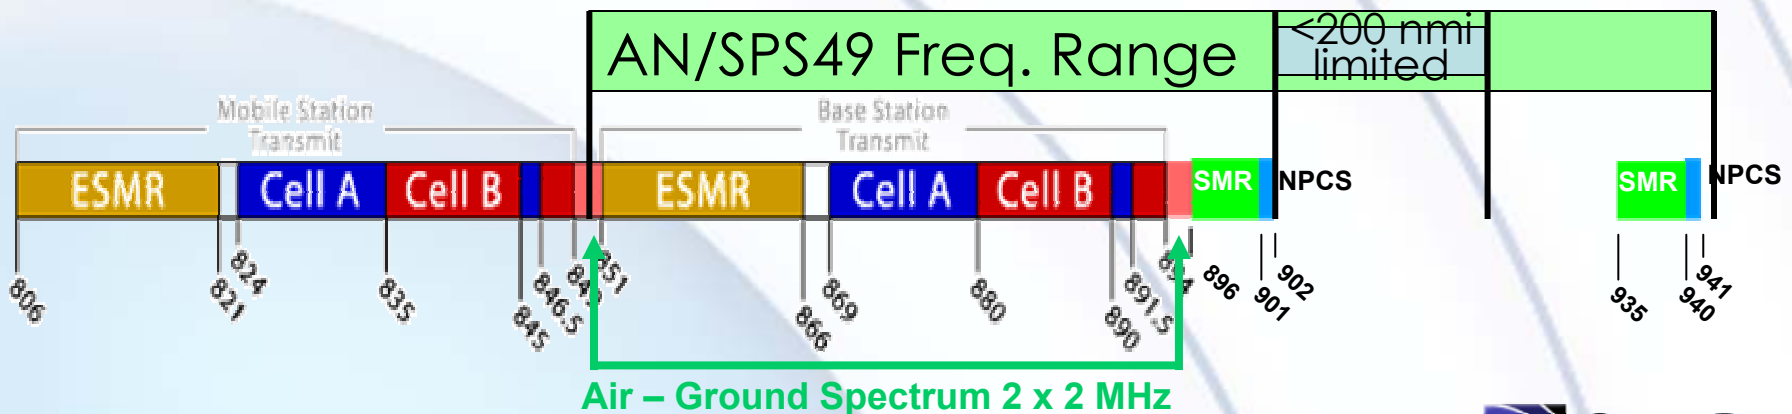 AN/SPS49 Freq. Range
<200 nmi
limited
Mobile Station
Transmit
Base Station
Transmit
ESMR
Cell A
Cell B
ESMR
Cell A
Cell B
SMR
NPCS
SMR
NPCS
806
821
824
835
845
846.5
849
851
866
869
880
890
891.5
894
896
901
902
935
940
941
Air – Ground Spectrum 2 x 2 MHz